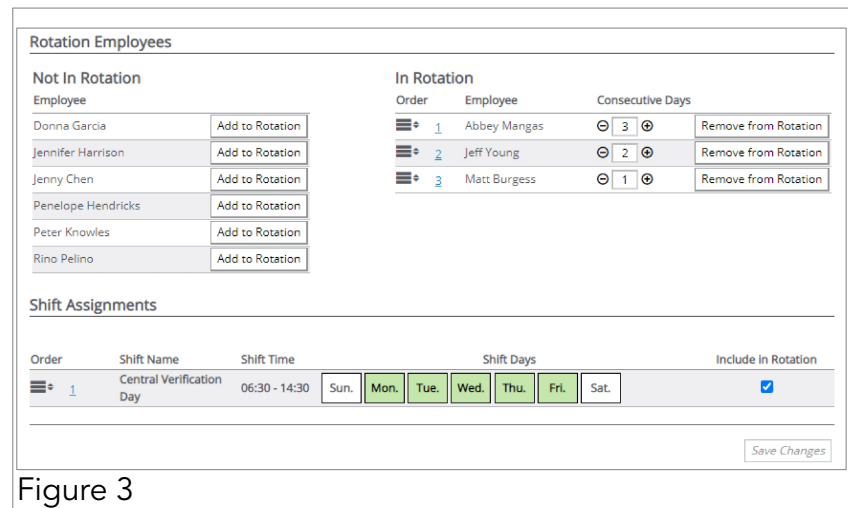 Rotation Employees
Not In Rotation
Employee
Donna Garcia Add to Rotation
Jennifer Harrison Add to Rotation
Jenny Chen Add to Rotation
Penelope Hendricks Add to Rotation
Peter Knowles Add to Rotation
Rino Pelino Add to Rotation
In Rotation
Order Employee Consecutive Days
1 Abbey Mangas 3 Remove from Rotation
2 Jeff Young 2 Remove from Rotation
3 Matt Burgess 1 Remove from Rotation
Shift Assignments
Order Shift Name Shift Time Shift Days Include in Rotation
1 Central Verification Day 06:30 - 14:30 Sun. Mon. Tue. Wed. Thu. Fri. Sat.
Save Changes
Figure 3